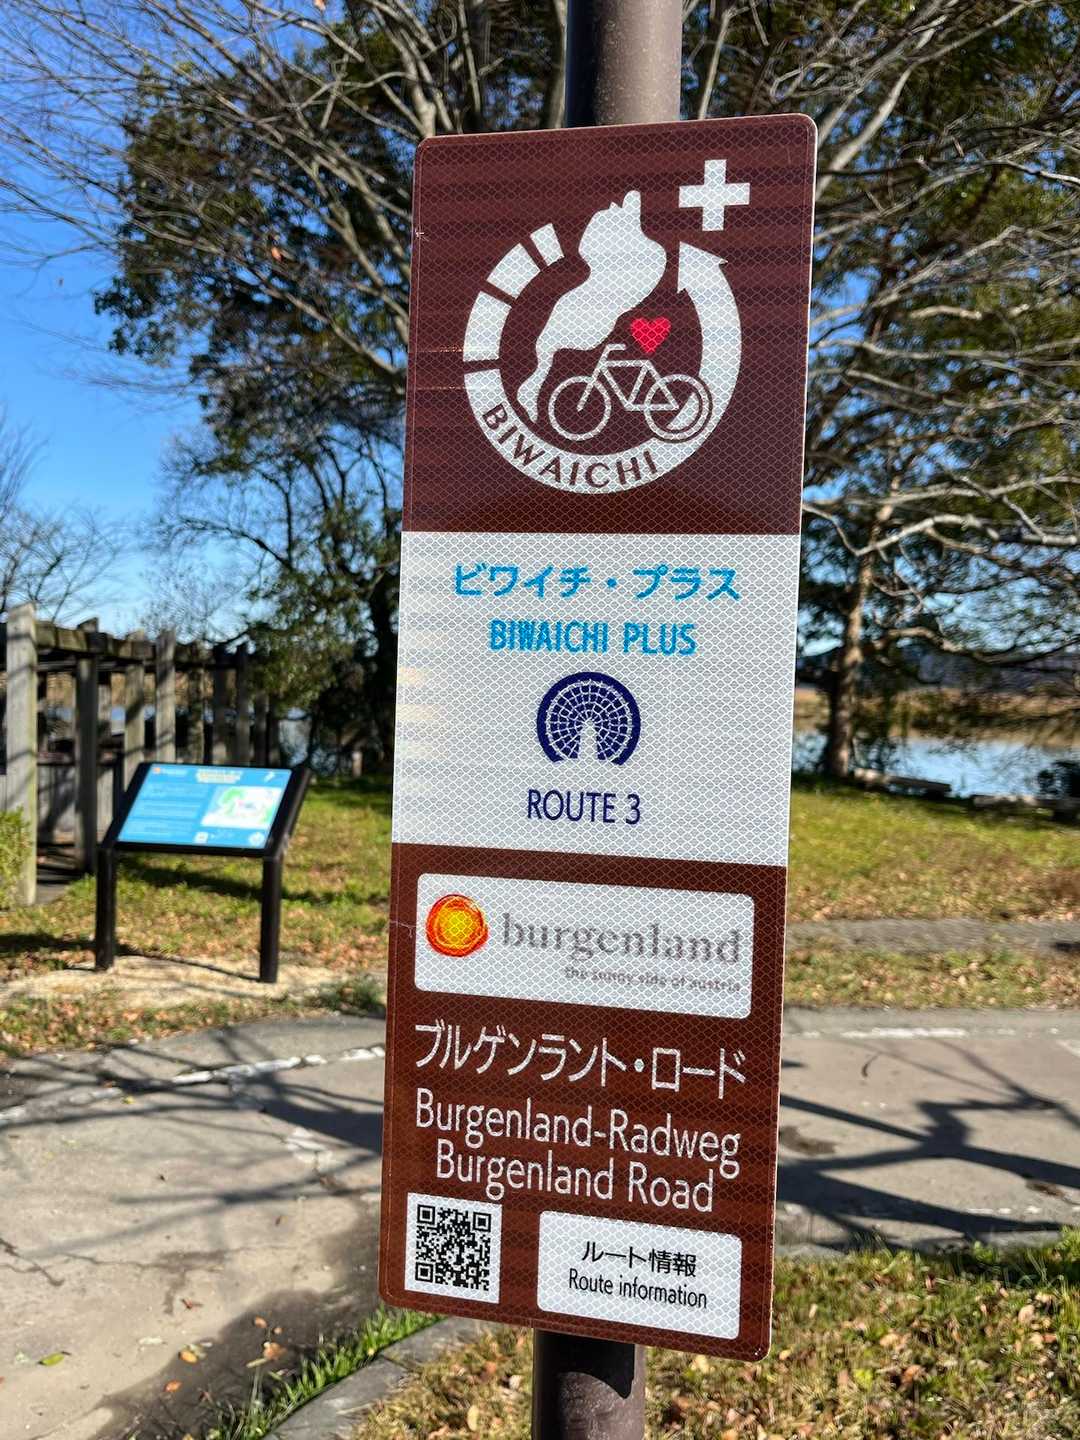 BIWAICHI
ビワイチ・プラス
BIWAICHI PLUS
ROUTE 3
burgenland
the sunny side of austria
ブルゲンラント・ロード
Burgenland-Radweg
Burgenland Road
ルート情報
Route information